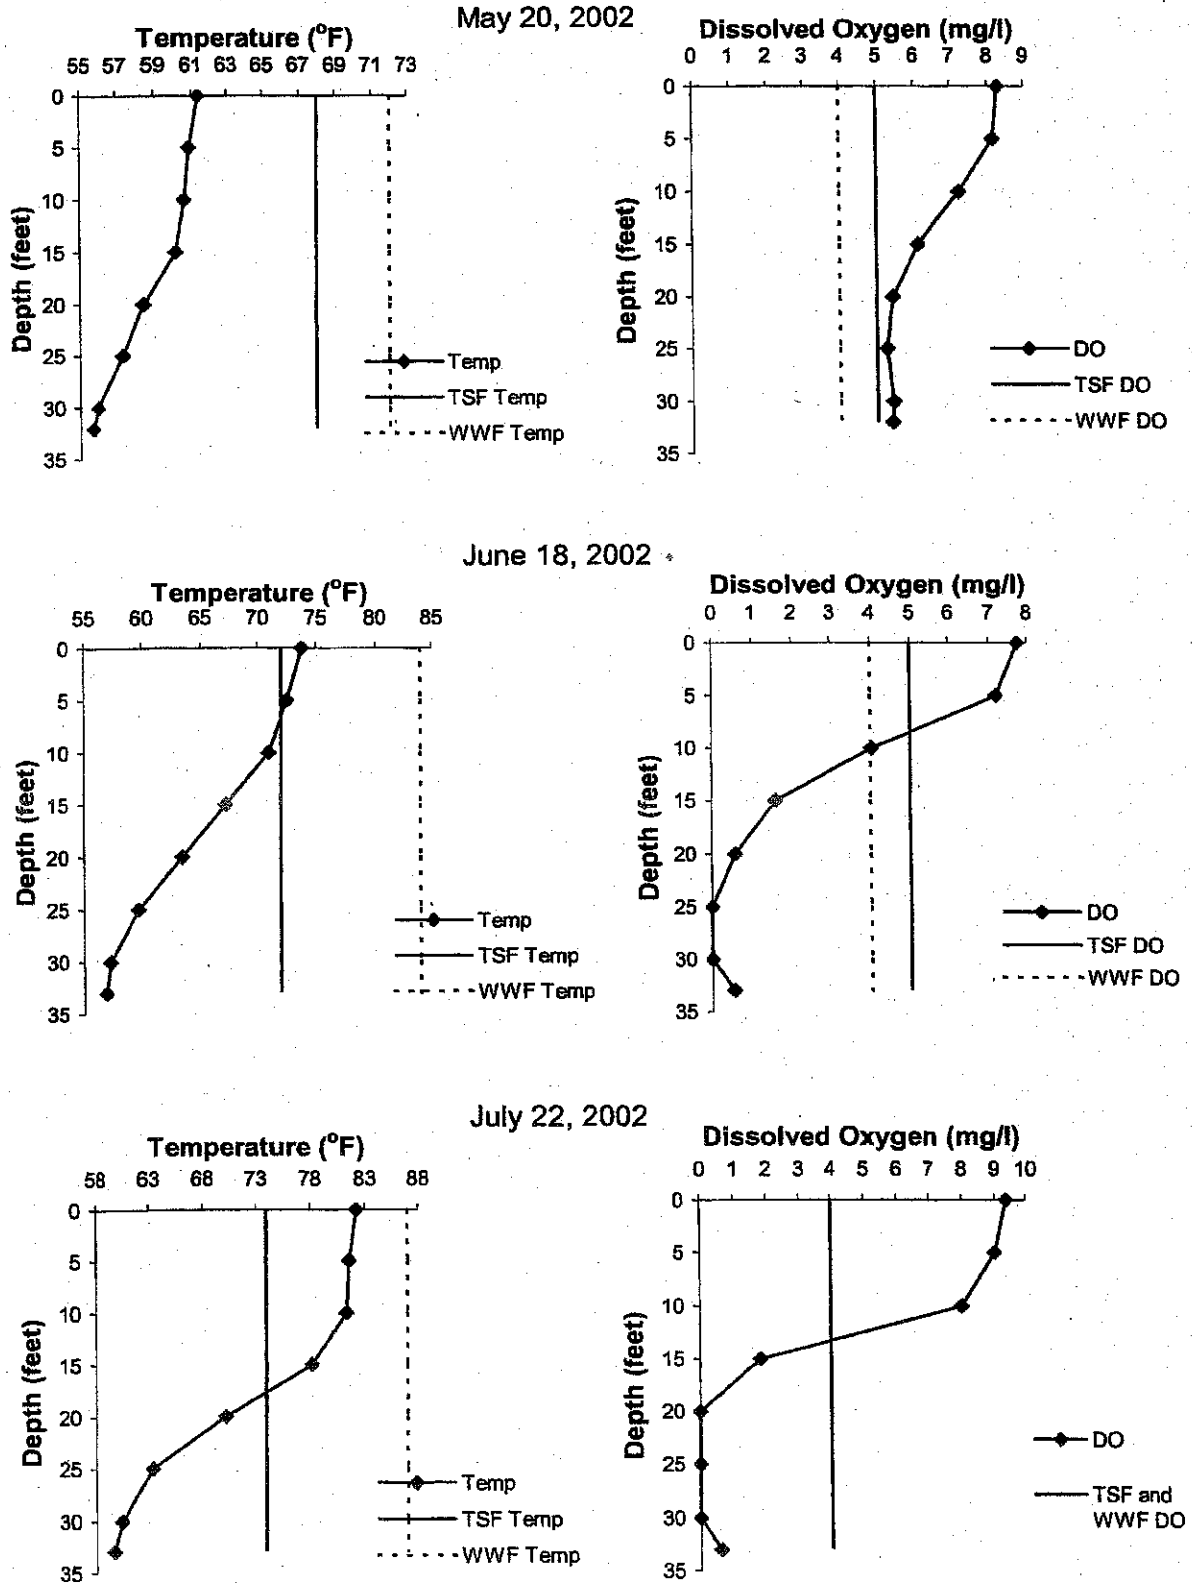 May 20, 2002
Temperature (°F)
55 57 59 61 63 65 67 69 71 73
0
5
10
15
20
25
30
35
Depth (feet)
Temp
TSF Temp
WWF Temp
Dissolved Oxygen (mg/l)
0 1 2 3 4 5 6 7 8 9
0
5
10
15
20
25
30
35
Depth (feet)
DO
TSF DO
WWF DO
June 18, 2002
Temperature (°F)
55 60 65 70 75 80 85
0
5
10
15
20
25
30
35
Depth (feet)
Temp
TSF Temp
WWF Temp
Dissolved Oxygen (mg/l)
0 1 2 3 4 5 6 7 8
0
5
10
15
20
25
30
35
Depth (feet)
DO
TSF DO
WWF DO
July 22, 2002
Temperature (°F)
58 63 68 73 78 83 88
0
5
10
15
20
25
30
35
Depth (feet)
Temp
TSF Temp
WWF Temp
Dissolved Oxygen (mg/l)
0 1 2 3 4 5 6 7 8 9 10
0
5
10
15
20
25
30
35
Depth (feet)
DO
TSF and
WWF DO